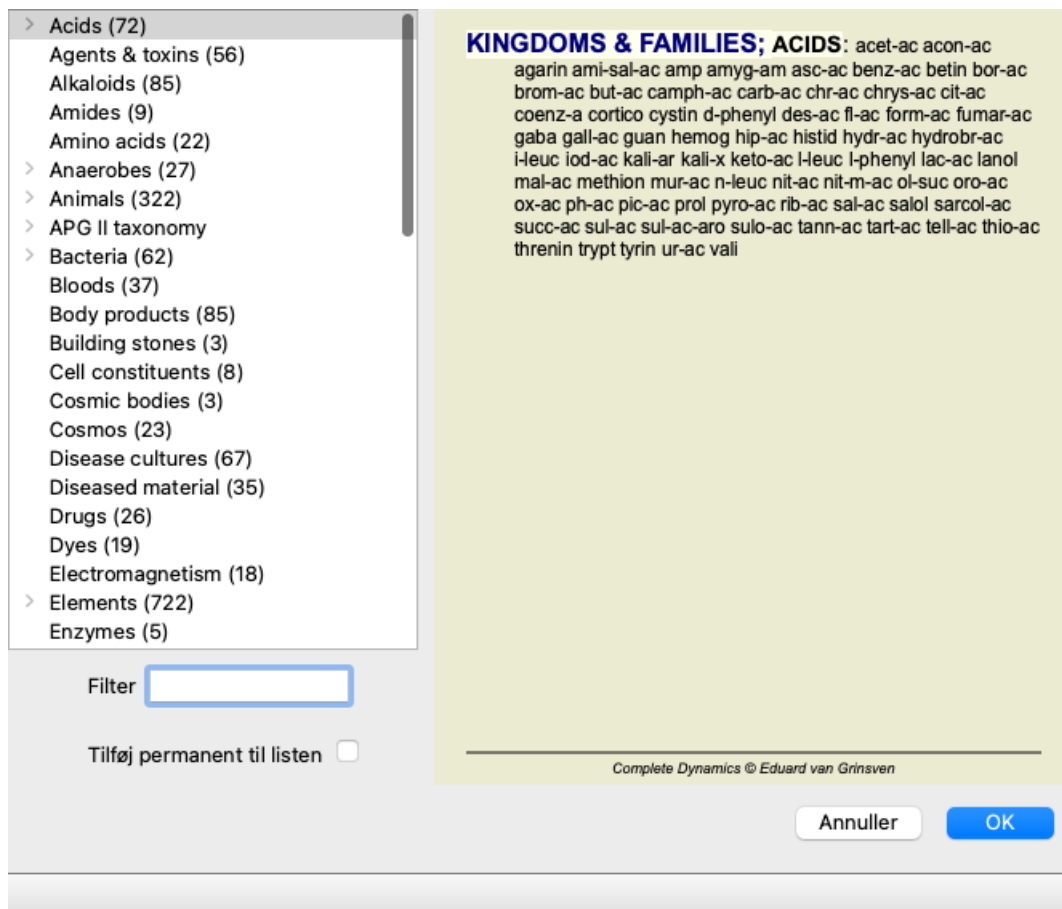 Acids (72)
Agents & toxins (56)
Alkaloids (85)
Amides (9)
Amino acids (22)
Anaerobes (27)
Animals (322)
APG II taxonomy
Bacteria (62)
Bloods (37)
Body products (85)
Building stones (3)
Cell constituents (8)
Cosmic bodies (3)
Cosmos (23)
Disease cultures (67)
Diseased material (35)
Drugs (26)
Dyes (19)
Electromagnetism (18)
Elements (722)
Enzymes (5)
Filter
Tilføj permanent til listen
KINGDOMS & FAMILIES; ACIDS: acet-ac acon-ac
agarin ami-sal-ac amp amyg-am asc-ac benz-ac betin bor-ac
brom-ac but-ac camph-ac carb-ac chr-ac chrys-ac cit-ac
coenz-a cortico cystin d-phenyl des-ac fl-ac form-ac fumar-ac
gaba gall-ac guan hemog hip-ac histid hydr-ac hydrobr-ac
i-leuc iod-ac kali-ar kali-x keto-ac l-leuc l-phenyl lac-ac lanol
mal-ac methion mur-ac n-leuc nit-ac nit-m-ac ol-suc oro-ac
ox-ac ph-ac pic-ac prol pyro-ac rib-ac sal-ac salol sarcol-ac
succ-ac sul-ac sul-ac-aro sulo-ac tann-ac tart-ac tell-ac thio-ac
threnin trypt tyrin ur-ac vali
Complete Dynamics © Eduard van Grinsven
Annuller
OK